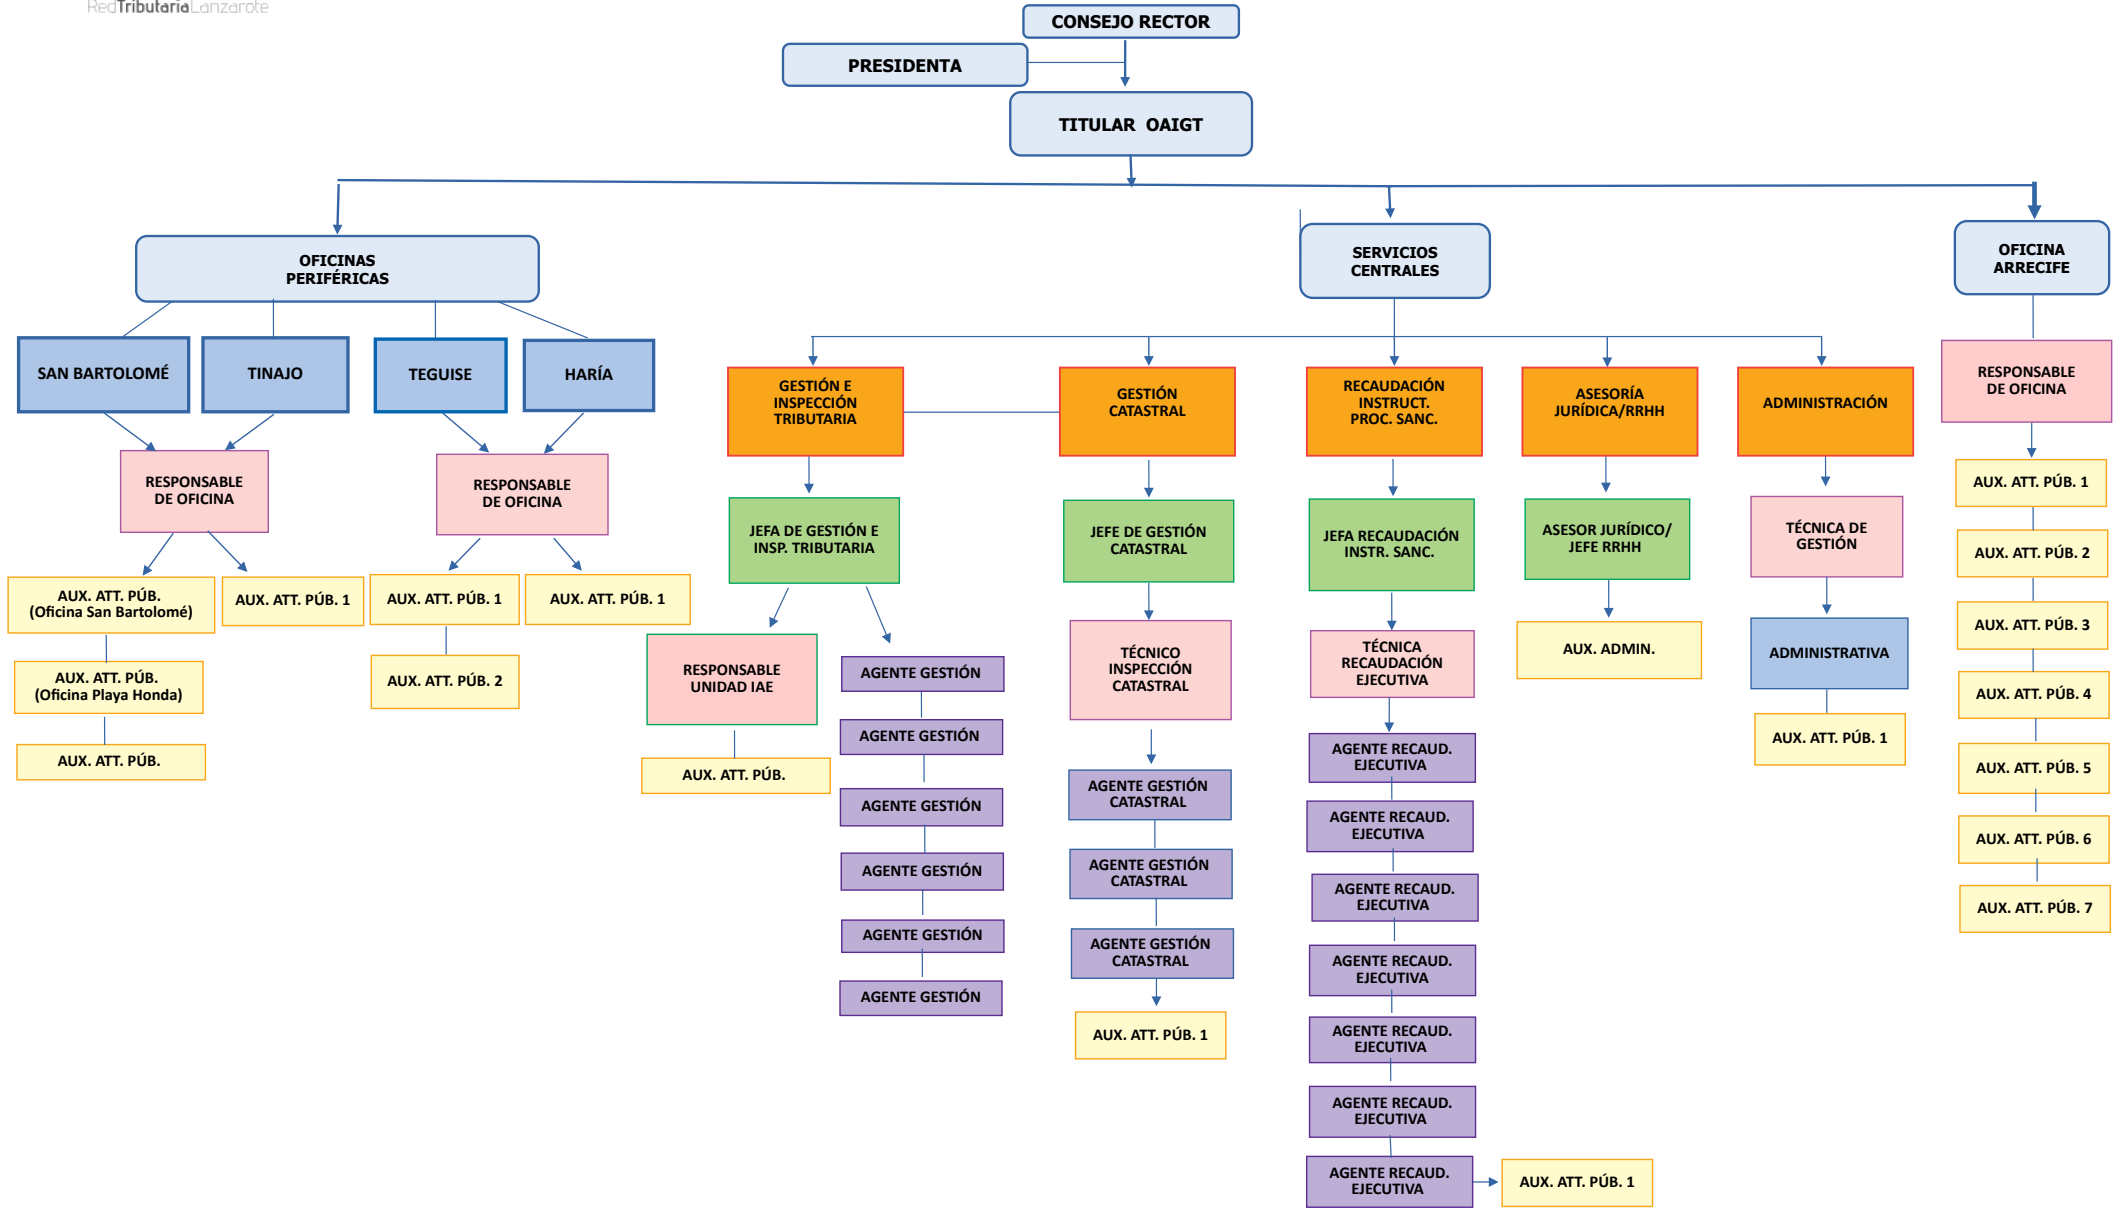 RedTributariaLanzarote
CONSEJO RECTOR
PRESIDENTA
TITULAR OAIGT
OFICINAS
PERIFÉRICAS
SERVICIOS
CENTRALES
OFICINA
ARRECIFE
SAN BARTOLOMÉ
TINAJO
TEGUISE
HARÍA
RESPONSABLE
DE OFICINA
RESPONSABLE
DE OFICINA
AUX. ATT. PÚB.
(Oficina San Bartolomé)
AUX. ATT. PÚB. 1
AUX. ATT. PÚB. 1
AUX. ATT. PÚB. 1
AUX. ATT. PÚB.
(Oficina Playa Honda)
AUX. ATT. PÚB. 2
AUX. ATT. PÚB.
GESTIÓN E
INSPECCIÓN
TRIBUTARIA
JEFA DE GESTIÓN E
INSP. TRIBUTARIA
RESPONSABLE
UNIDAD IAE
AUX. ATT. PÚB.
AGENTE GESTIÓN
AGENTE GESTIÓN
AGENTE GESTIÓN
AGENTE GESTIÓN
AGENTE GESTIÓN
AGENTE GESTIÓN
GESTIÓN
CATASTRAL
JEFE DE GESTIÓN
CATASTRAL
TÉCNICO
INSPECCIÓN
CATASTRAL
AGENTE GESTIÓN
CATASTRAL
AGENTE GESTIÓN
CATASTRAL
AGENTE GESTIÓN
CATASTRAL
AUX. ATT. PÚB. 1
RECAUDACIÓN
INSTRUCT.
PROC. SANC.
JEFA RECAUDACIÓN
INSTR. SANC.
TÉCNICA
RECAUDACIÓN
EJECUTIVA
AGENTE RECAUD.
EJECUTIVA
AGENTE RECAUD.
EJECUTIVA
AGENTE RECAUD.
EJECUTIVA
AGENTE RECAUD.
EJECUTIVA
AGENTE RECAUD.
EJECUTIVA
AGENTE RECAUD.
EJECUTIVA
AGENTE RECAUD.
EJECUTIVA
AUX. ATT. PÚB. 1
ASESORÍA
JURÍDICA/RRHH
ASESOR JURÍDICO/
JEFE RRHH
AUX. ADMIN.
ADMINISTRACIÓN
TÉCNICA DE
GESTIÓN
ADMINISTRATIVA
AUX. ATT. PÚB. 1
RESPONSABLE
DE OFICINA
AUX. ATT. PÚB. 1
AUX. ATT. PÚB. 2
AUX. ATT. PÚB. 3
AUX. ATT. PÚB. 4
AUX. ATT. PÚB. 5
AUX. ATT. PÚB. 6
AUX. ATT. PÚB. 7